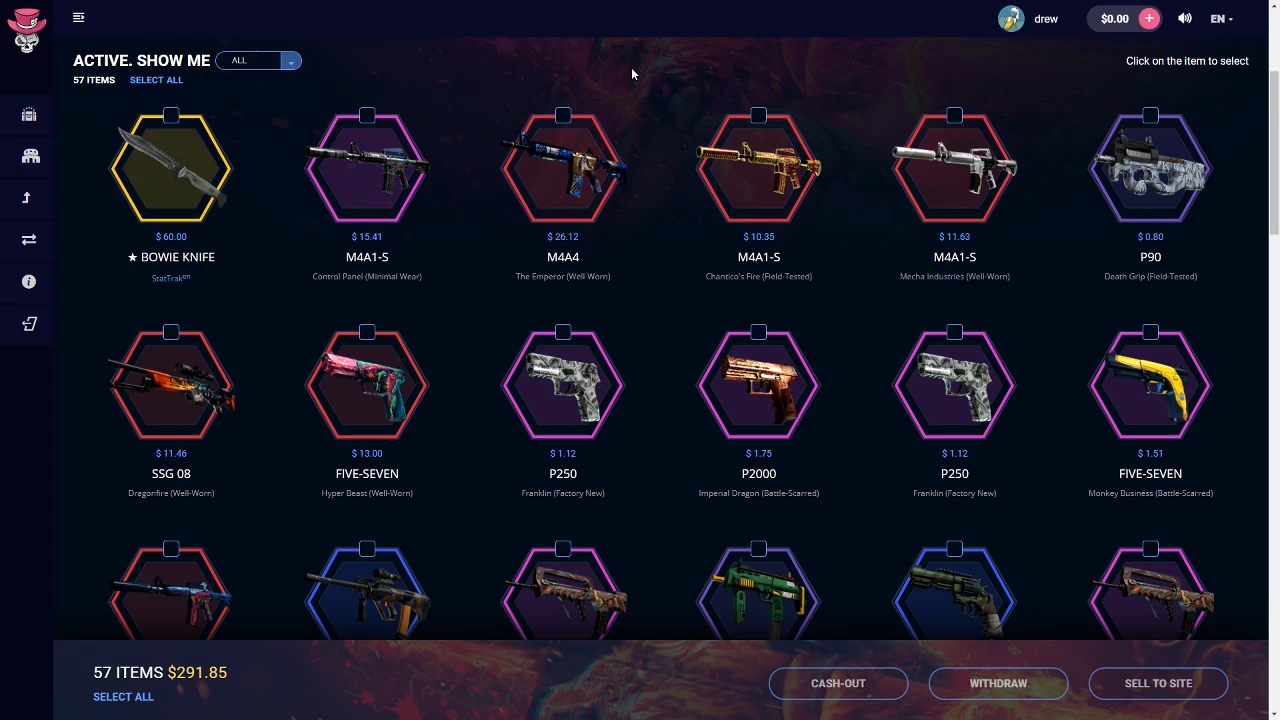 drew
$0.00
EN
ACTIVE. SHOW ME
ALL
Click on the item to select
57 ITEMS
SELECT ALL
$ 60.00
$ 15.41
$ 26.12
$ 10.35
$ 11.63
$ 0.80
★ BOWIE KNIFE
M4A1-S
M4A4
M4A1-S
M4A1-S
P90
StatTrak™
Control Panel (Minimal Wear)
The Emperor (Well-Worn)
Chantico's Fire (Field-Tested)
Mecha Industries (Well-Worn)
Death Grip (Field-Tested)
$ 11.46
$ 13.00
$ 1.12
$ 1.75
$ 1.12
$ 1.51
SSG 08
FIVE-SEVEN
P250
P2000
P250
FIVE-SEVEN
Dragonfire (Well-Worn)
Hyper Beast (Well-Worn)
Franklin (Factory New)
Imperial Dragon (Battle-Scarred)
Franklin (Factory New)
Monkey Business (Battle-Scarred)
57 ITEMS $291.85
SELECT ALL
CASH-OUT
WITHDRAW
SELL TO SITE